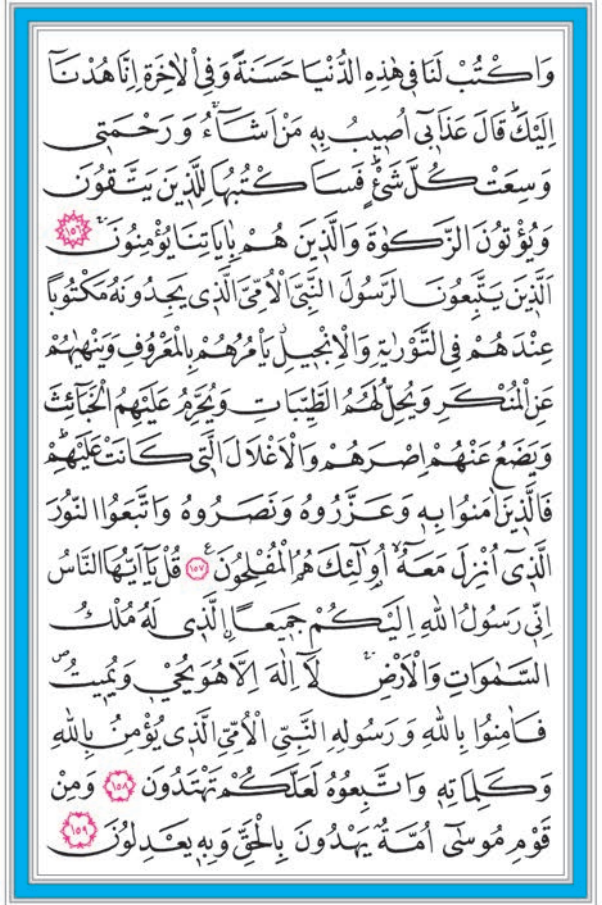 وَاكْتُبْ لَنَا فِي هٰذِهِ الدُّنْيَا حَسَنَةً وَفِي الْاٰخِرَةِ اِنَّا هُدْنَٓا
اِلَيْكَۜ قَالَ عَذَابٖٓي اُصٖيبُ بِهٖ مَنْ اَشَٓاءُۚ وَرَحْمَتٖي
وَسِعَتْ كُلَّ شَيْءٍۜ فَسَاَكْتُبُهَا لِلَّذٖينَ يَتَّقُونَ
وَيُؤْتُونَ الزَّكٰوةَ وَالَّذٖينَ هُمْ بِاٰيَاتِنَا يُؤْمِنُونَۚ ١٥٦
اَلَّذٖينَ يَتَّبِعُونَ الرَّسُولَ النَّبِيَّ الْاُمِّيَّ الَّذٖي يَجِدُونَهُ مَكْتُوبًا
عِنْدَهُمْ فِي التَّوْرٰيةِ وَالْاِنْجٖيلِۘ يَاْمُرُهُمْ بِالْمَعْرُوفِ وَيَنْهٰيهُمْ
عَنِ الْمُنْكَرِ وَيُحِلُّ لَهُمُ الطَّيِّبَاتِ وَيُحَرِّمُ عَلَيْهِمُ الْخَبَٓائِثَ
وَيَضَعُ عَنْهُمْ اِصْرَهُمْ وَالْاَغْلَالَ الَّتٖي كَانَتْ عَلَيْهِمْۜ
فَالَّذٖينَ اٰمَنُوا بِهٖ وَعَزَّرُوهُ وَنَصَرُوهُ وَاتَّبَعُوا النُّورَ
الَّذٖٓي اُنْزِلَ مَعَهُٓۙ اُو۬لٰٓئِكَ هُمُ الْمُفْلِحُونَࣖ ١٥٧ قُلْ يَٓا اَيُّهَا النَّاسُ
اِنّٖي رَسُولُ اللّٰهِ اِلَيْكُمْ جَمٖيعًاۨ الَّذٖي لَهُ مُلْكُ
السَّمٰوَاتِ وَالْاَرْضِۚ لَٓا اِلٰهَ اِلَّا هُوَ يُحْيٖ وَيُمٖيتُۖ
فَاٰمِنُوا بِاللّٰهِ وَرَسُولِهِ النَّبِيِّ الْاُمِّيِّ الَّذٖي يُؤْمِنُ بِاللّٰهِ
وَكَلِمَاتِهٖ وَاتَّبِعُوهُ لَعَلَّكُمْ تَهْتَدُونَ ١٥٨ وَمِنْ
قَوْمِ مُوسٰٓى اُمَّةٌ يَهْدُونَ بِالْحَقِّ وَبِهٖ يَعْدِلُونَ ١٥٩